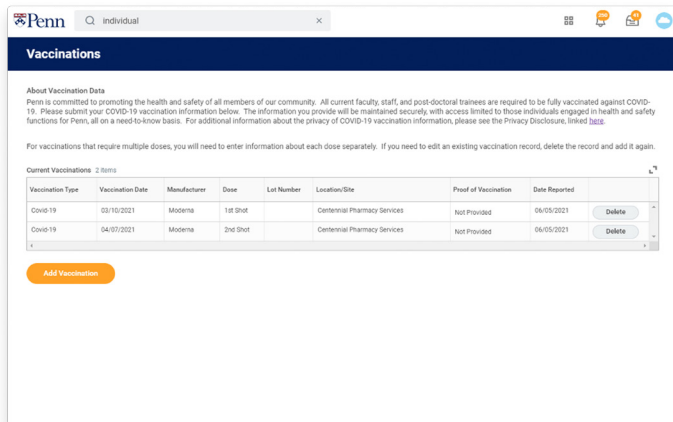 Penn
individual
250
41
Vaccinations
About Vaccination Data
Penn is committed to promoting the health and safety of all members of our community. All current faculty, staff, and post-doctoral trainees are required to be fully vaccinated against COVID-
19. Please submit your COVID-19 vaccination information below. The information you provide will be maintained securely, with access limited to those individuals engaged in health and safety
functions for Penn, all on a need-to-know basis. For additional information about the privacy of COVID-19 vaccination information, please see the Privacy Disclosure, linked here.
For vaccinations that require multiple doses, you will need to enter information about each dose separately. If you need to edit an existing vaccination record, delete the record and add it again.
Current Vaccinations 2 items
Vaccination Type Vaccination Date Manufacturer Dose Lot Number Location/Site Proof of Vaccination Date Reported
Covid-19 03/10/2021 Moderna 1st Shot Centennial Pharmacy Services Not Provided 06/05/2021 Delete
Covid-19 04/07/2021 Moderna 2nd Shot Centennial Pharmacy Services Not Provided 06/05/2021 Delete
Add Vaccination